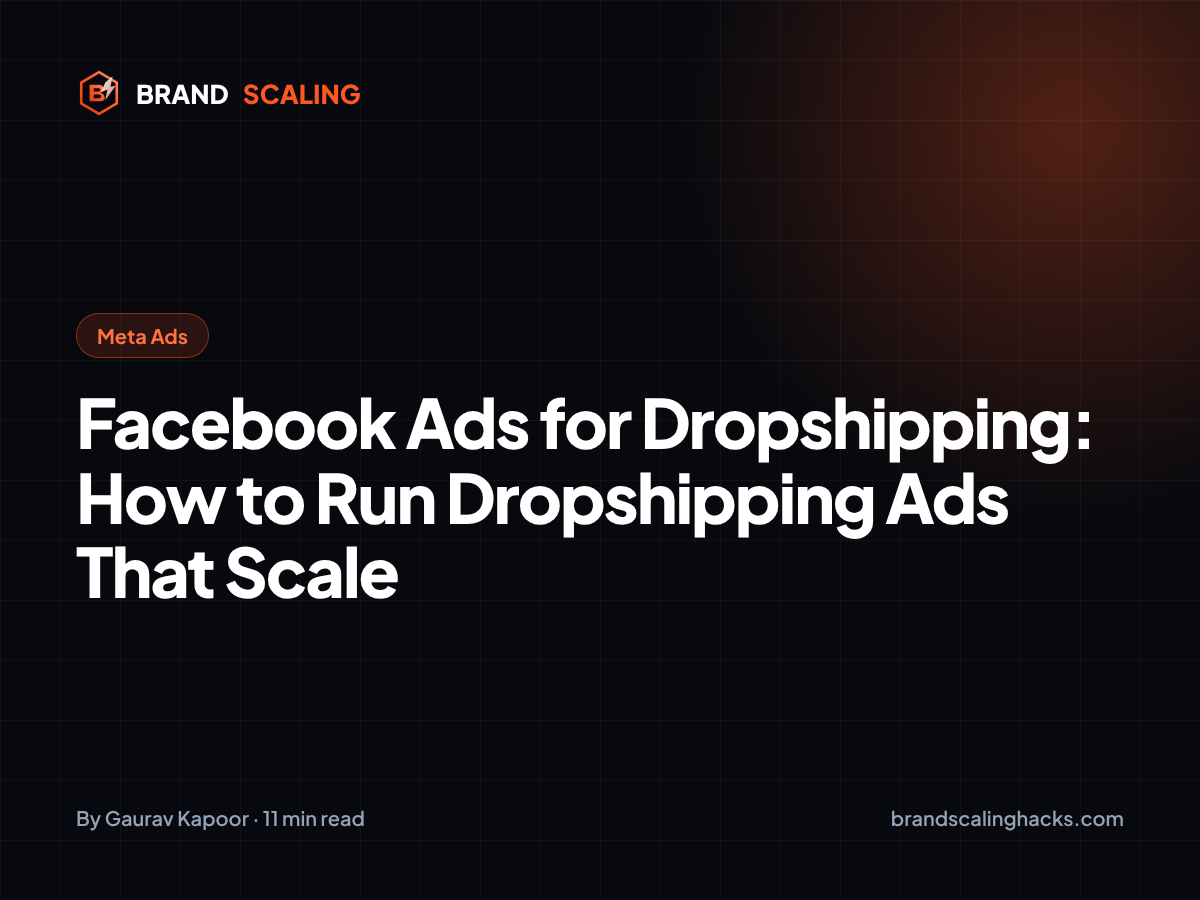 B
BRAND SCALING
Meta Ads
Facebook Ads for Dropshipping:
How to Run Dropshipping Ads
That Scale
By Gaurav Kapoor · 11 min read
brandscalinghacks.com